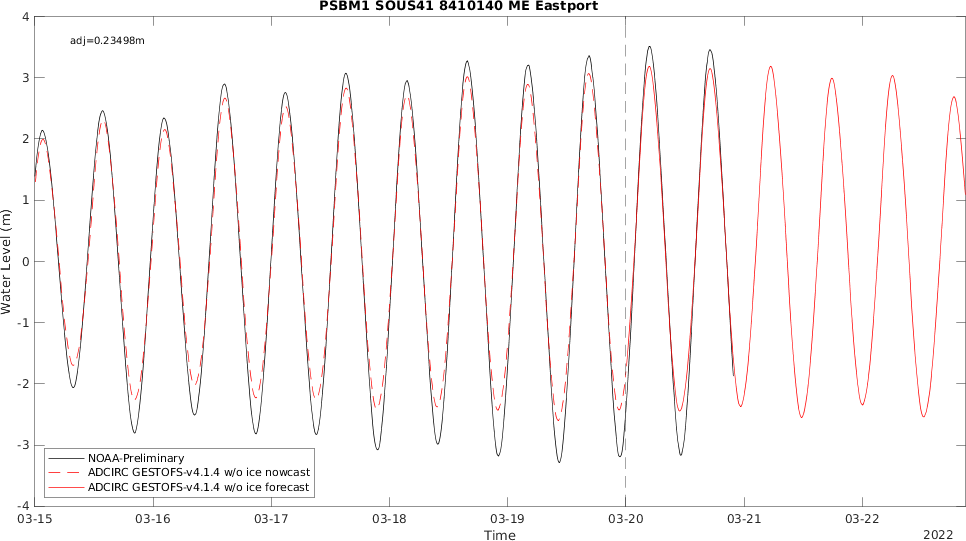 PSBM1 SOUS41 8410140 ME Eastport
adj=0.23498m
4
3
2
1
0
-1
-2
-3
-4
Water Level (m)
NOAA-Preliminary
ADCIRC GESTOFS-v4.1.4 w/o ice nowcast
ADCIRC GESTOFS-v4.1.4 w/o ice forecast
03-15 03-16 03-17 03-18 03-19 03-20 03-21 03-22
Time
2022